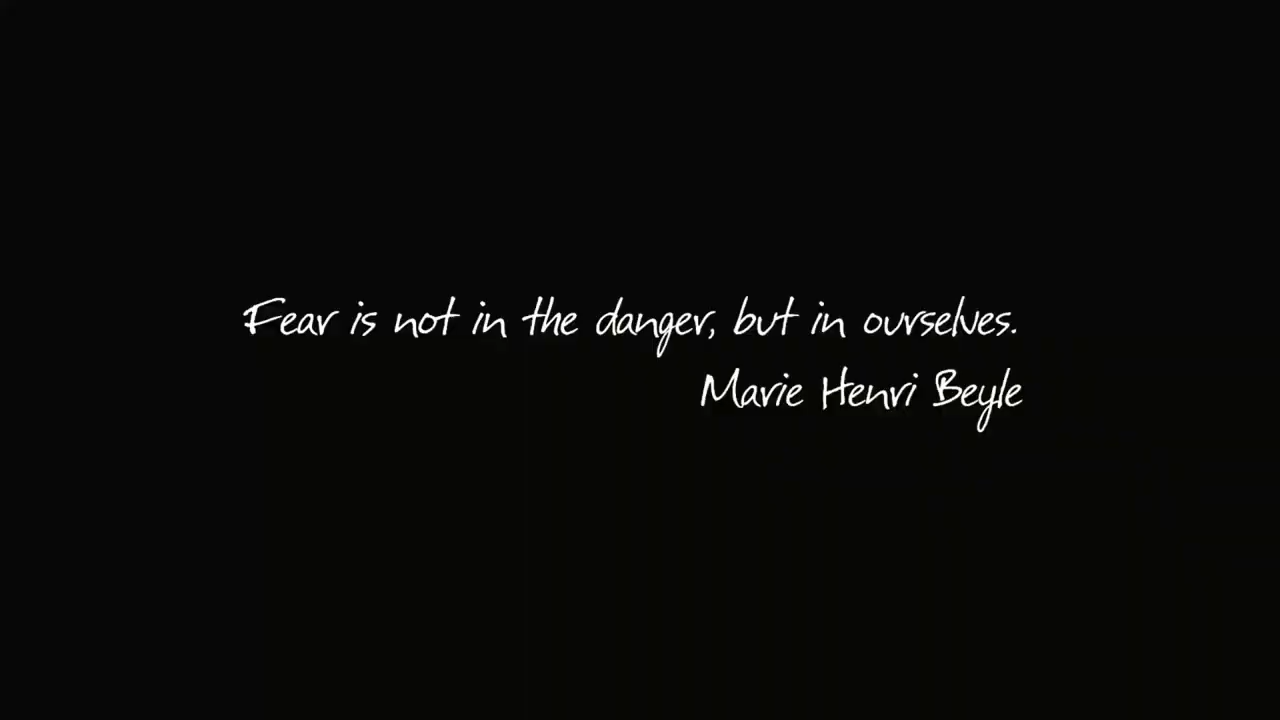 Fear is not in the danger, but in ourselves.
Marie Henri Beyle